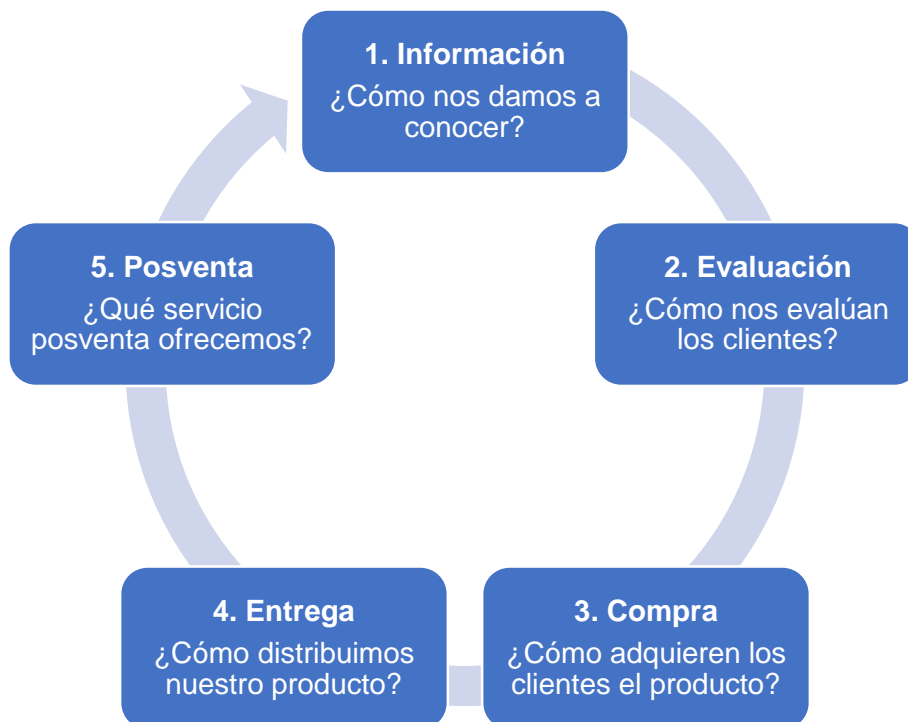 1. Información
¿Cómo nos damos a
conocer?
2. Evaluación
¿Cómo nos evalúan
los clientes?
3. Compra
¿Cómo adquieren los
clientes el producto?
4. Entrega
¿Cómo distribuimos
nuestro producto?
5. Posventa
¿Qué servicio
posventa ofrecemos?